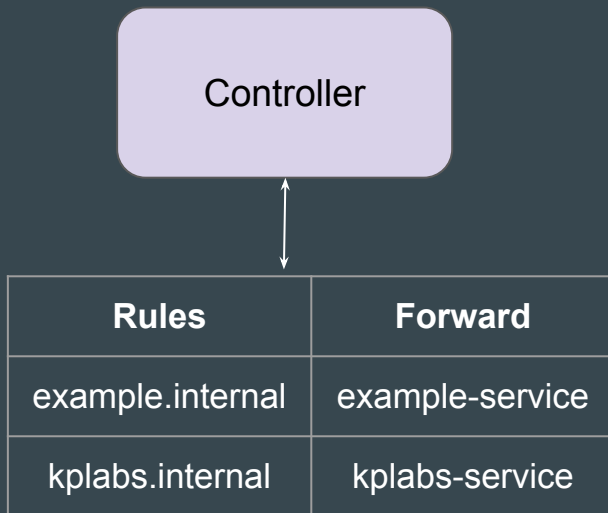 Controller
Rules Forward
example.internal example-service
kplabs.internal kplabs-service